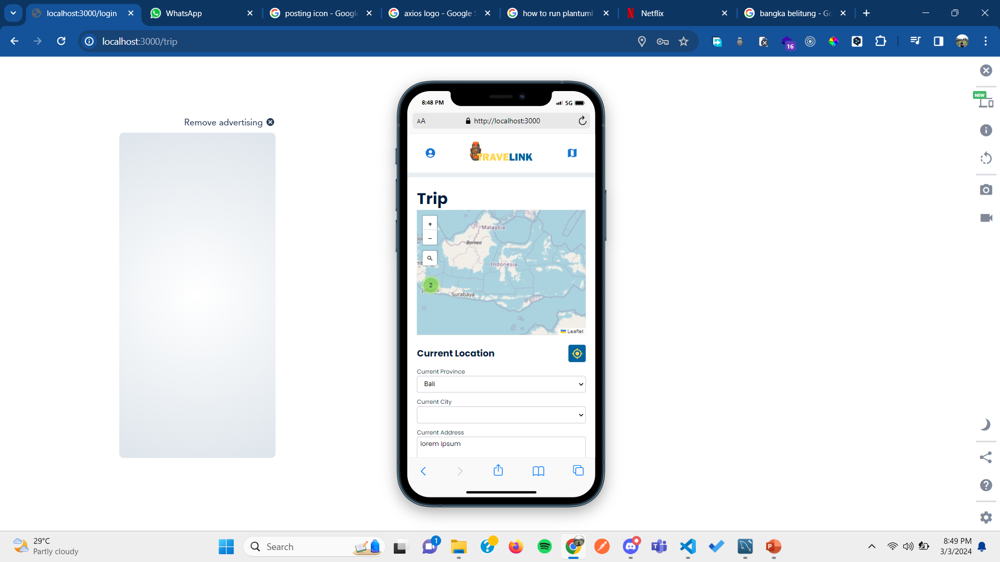 localhost:3000/login
WhatsApp
posting icon - Google
axios logo - Google S
how to run plantuml
Netflix
bangka belitung - Go
localhost:3000/trip
16
Remove advertising
NEW
8:48 PM
5G
AA
http://localhost:3000
TRAVELINK
Trip
+
−
Malaysia
Borneo
Indonesia
2
Jakarta
Surabaya
Leaflet
Current Location
Current Province
Bali
Current City
Current Address
lorem ipsum
29°C
Partly cloudy
Search
1
8:49 PM
3/3/2024